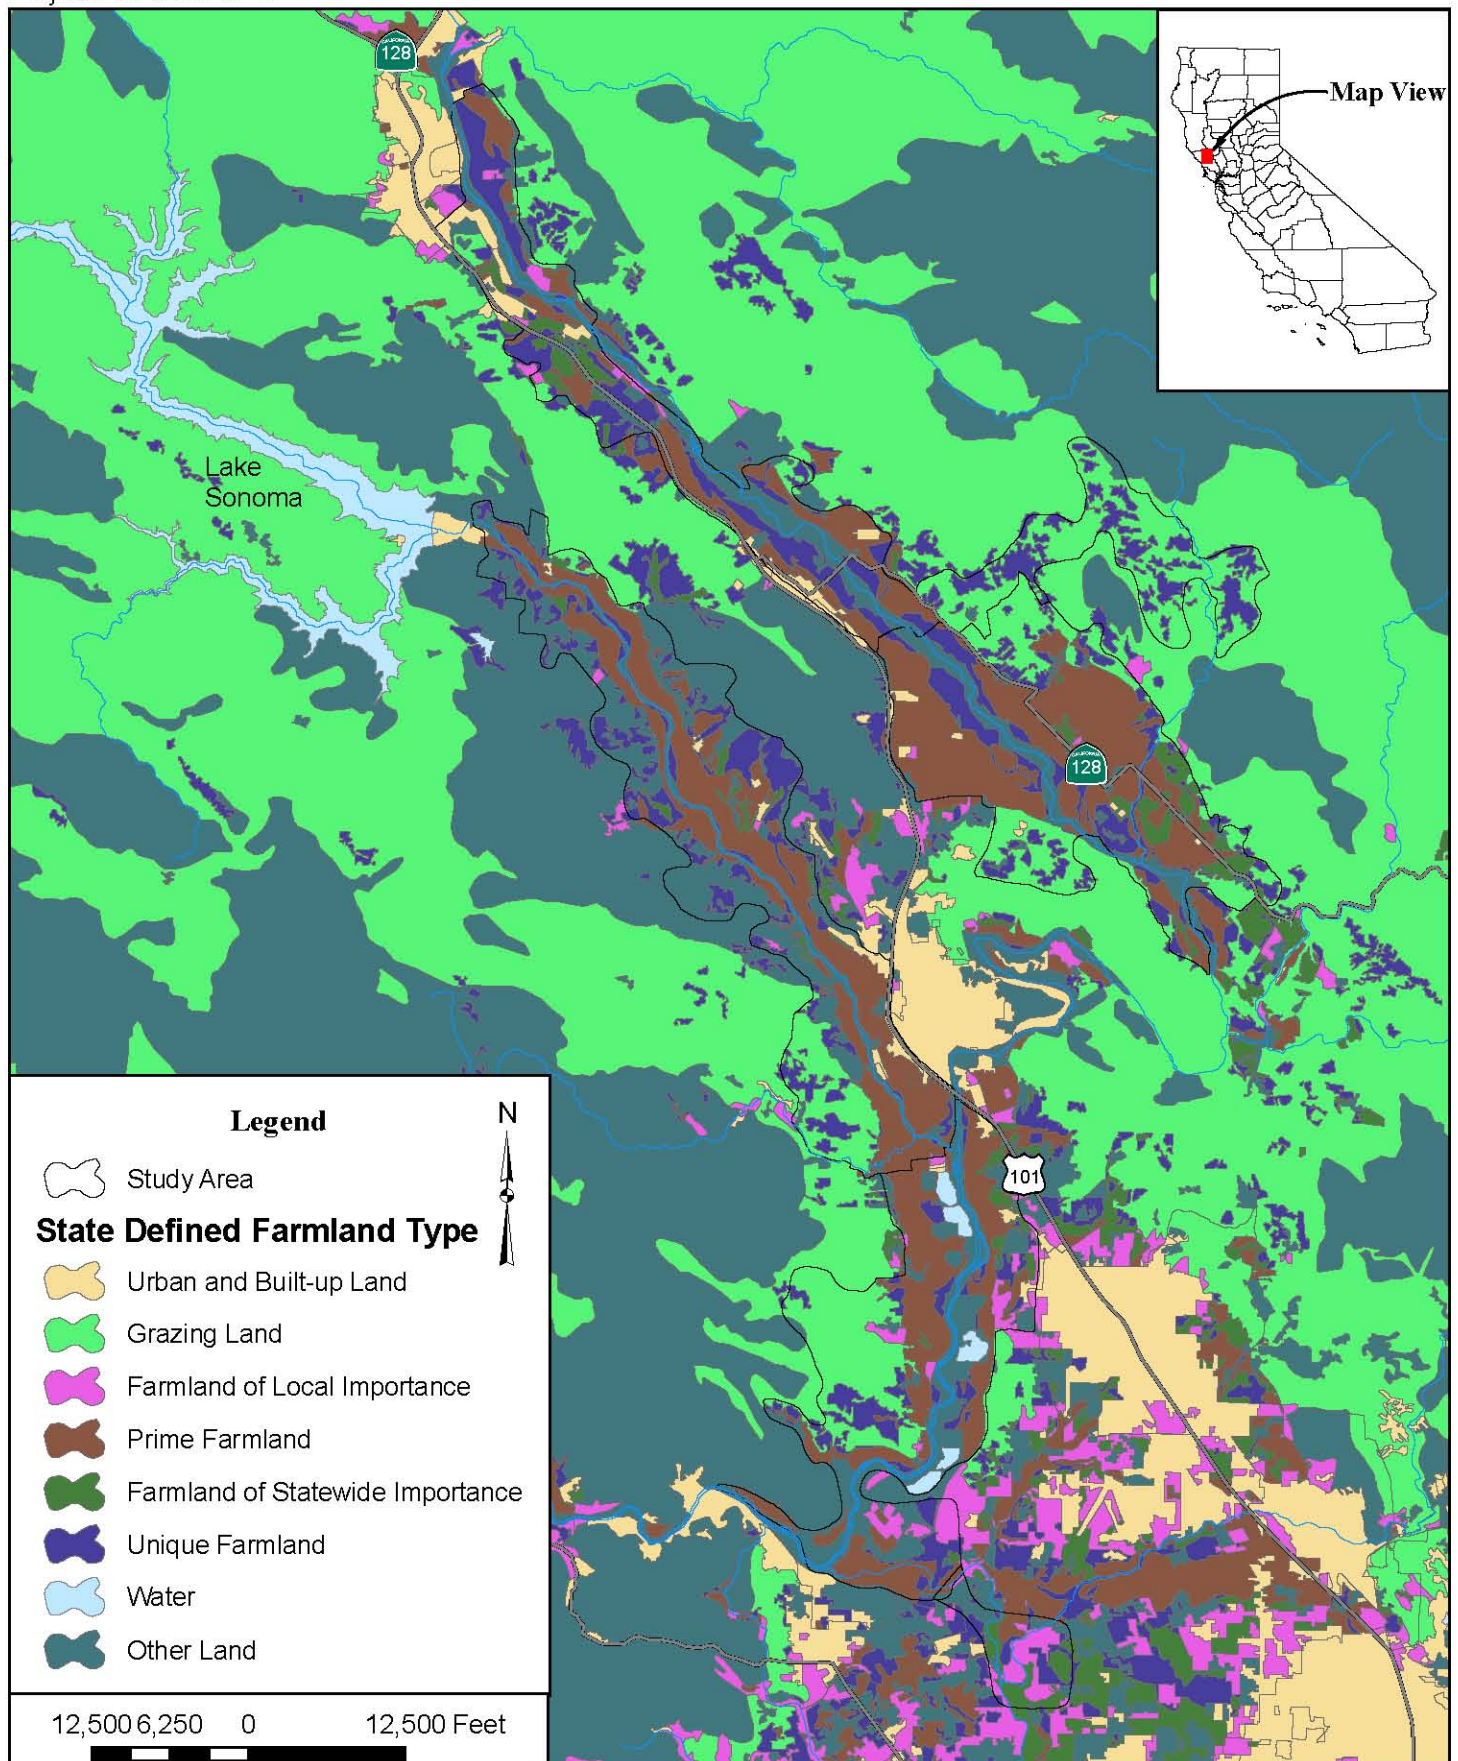 CALIFORNIA
128
Map View
Lake
Sonoma
CALIFORNIA
128
101
Legend
N
Study Area
State Defined Farmland Type
Urban and Built-up Land
Grazing Land
Farmland of Local Importance
Prime Farmland
Farmland of Statewide Importance
Unique Farmland
Water
Other Land
12,500 6,250 0 12,500 Feet